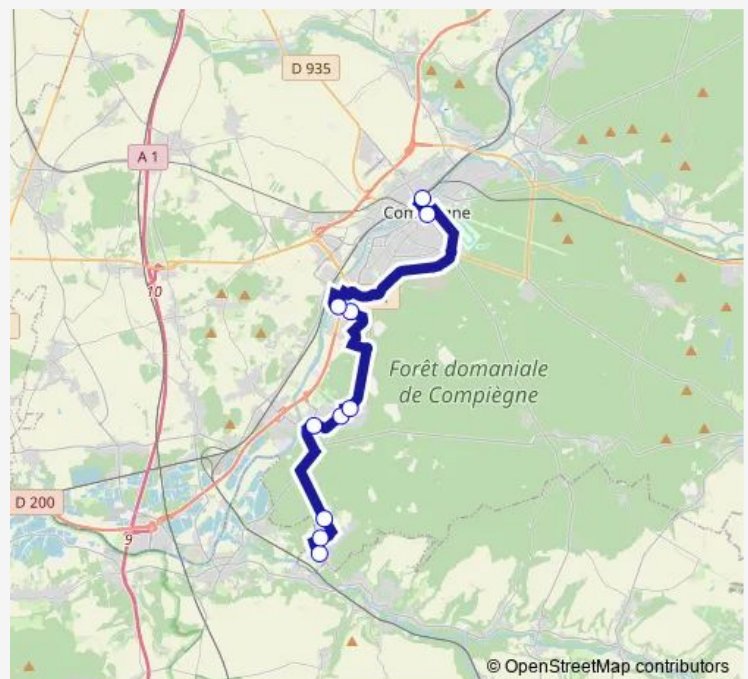 D 935
A 1
10
Forêt domaniale
de Compiègne
D 200
9
© OpenStreetMap contributors